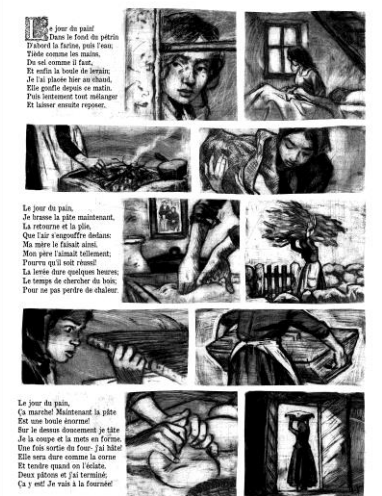 Le jour du pain!
Dans le fond du pétrin
D'abord la farine, puis l'eau;
Tiède comme les mains,
Du sel comme il faut,
Et enfin la boule de levain;
Je l'ai placée hier au chaud,
Elle gonfle depuis ce matin.
Puis lentement tout mélanger
Et laisser ensuite reposer.
Le jour du pain,
Je brasse la pâte maintenant,
La retourne et la plie,
Que l'air s'engouffre dedans:
Ma mère le faisait ainsi.
Mon père l'aimait tellement;
Pourvu qu'il soit réussi!
La levée dure quelques heures;
Le temps de chercher du bois;
Pour ne pas perdre de chaleur.
Le jour du pain,
Ça marche! Maintenant la pâte
Est une boule énorme!
Sur le dessus doucement je tâte
Je la coupe et la mets en forme.
Une fois sortie du four- j'ai hâte!
Elle sera dure comme la corne
Et tendre quand on l'éclate.
Deux pâtons et j'ai terminé;
Ça y est! Je vais à la fournée!